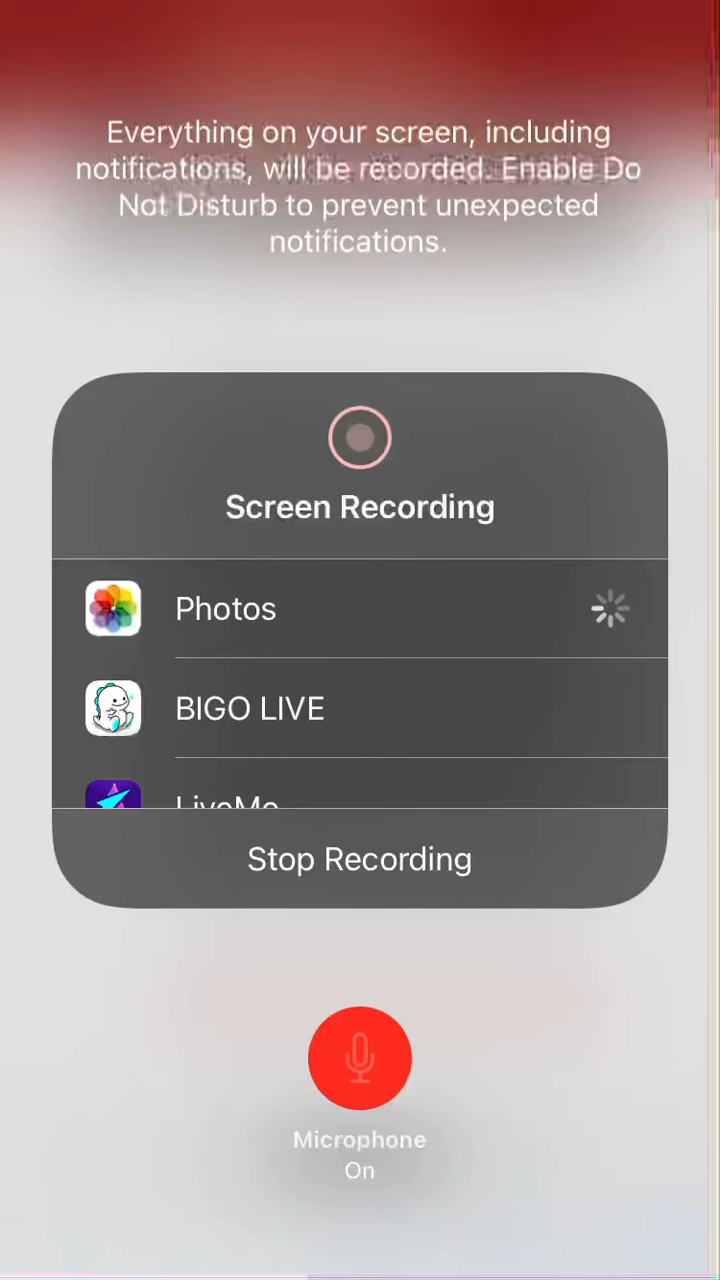 Everything on your screen, including
notifications, will be recorded. Enable Do
Not Disturb to prevent unexpected
notifications.
Screen Recording
Photos
BIGO LIVE
LiveMe
Stop Recording
Microphone
On